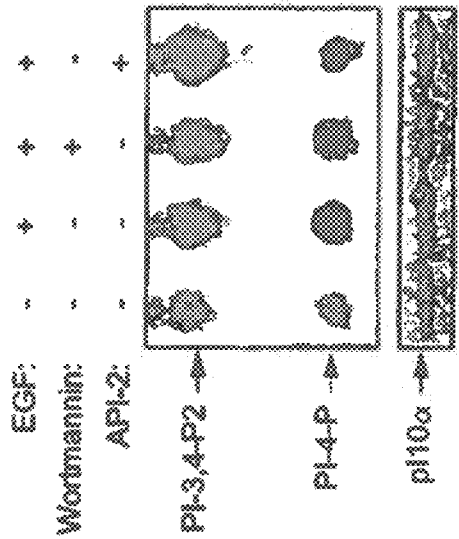 EGF: - + + +
Wortmannin: - - + -
API-2: - - - +
PI-3,4-P2
PI-4-P
p110α